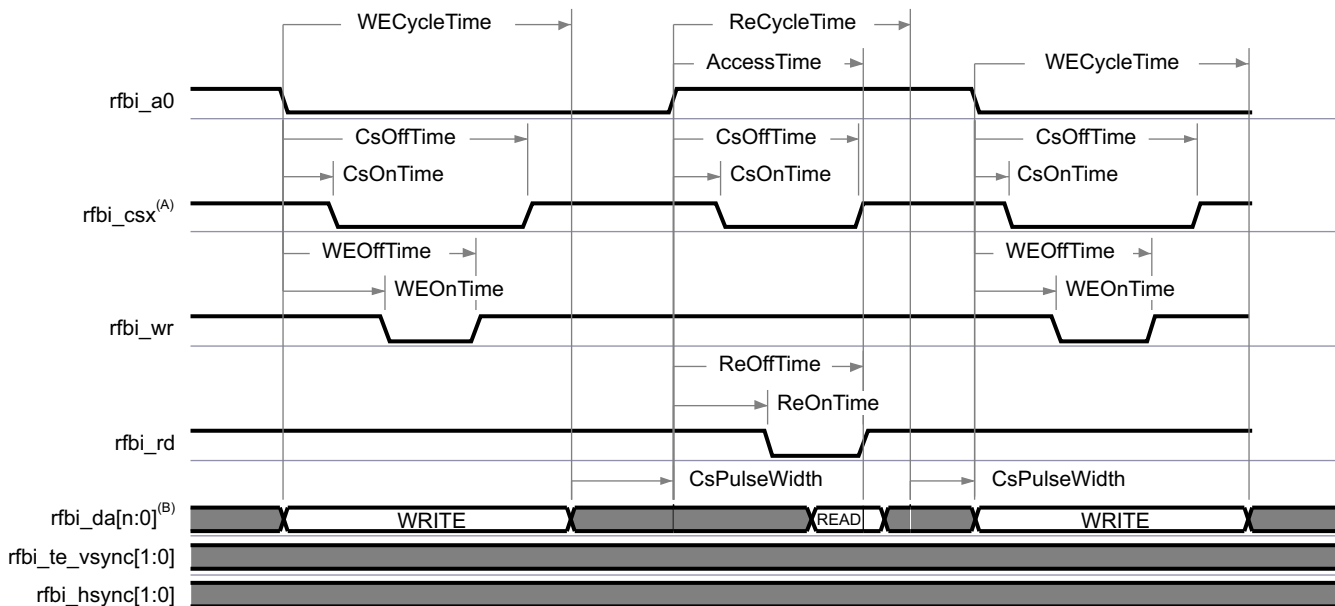 WECycleTime ReCycleTime
AccessTime WECycleTime
rfbi_a0
CsOffTime CsOffTime CsOffTime
CsOnTime CsOnTime CsOnTime
rfbi_csx(A)
WEOffTime WEOffTime
WEOnTime WEOnTime
rfbi_wr
ReOffTime
ReOnTime
rfbi_rd
CsPulseWidth CsPulseWidth
rfbi_da[n:0](B) WRITE READ WRITE
rfbi_te_vsync[1:0]
rfbi_hsync[1:0]